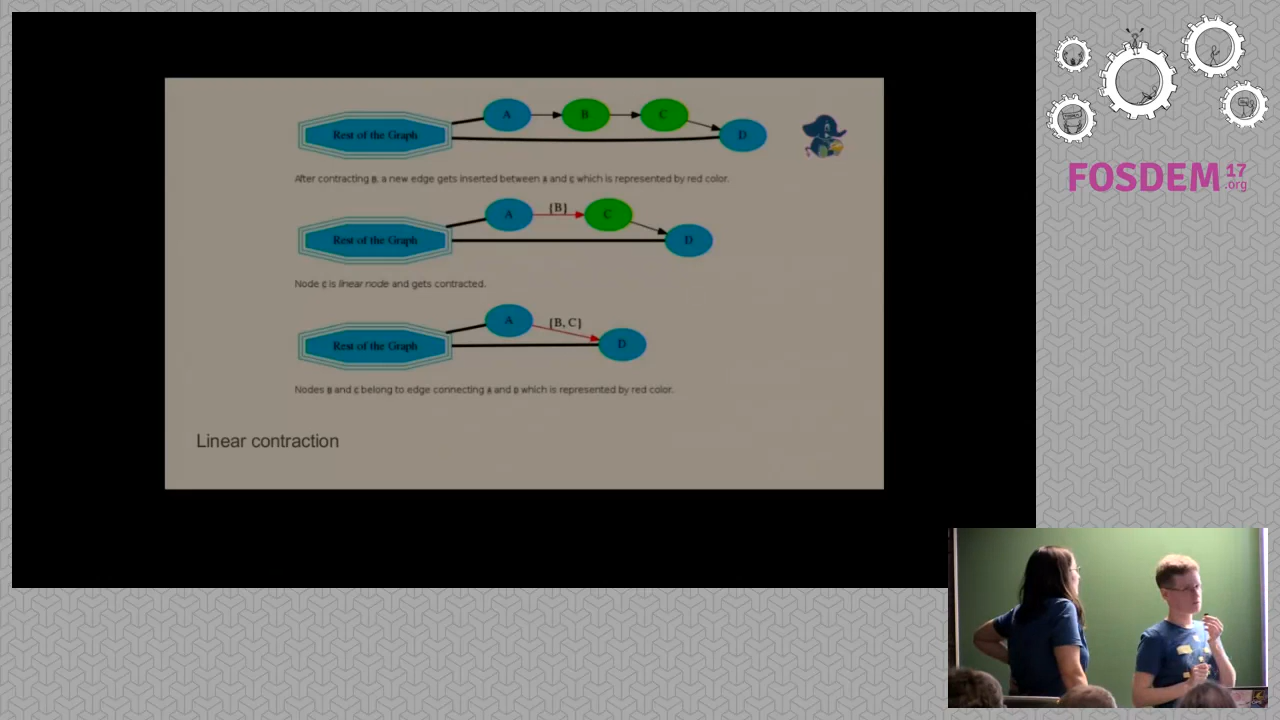 Rest of the Graph
A
B
C
D
After contracting B, a new edge gets inserted between A and C which is represented by red color.
Rest of the Graph
A
{B}
C
D
Node C is linear node and gets contracted.
Rest of the Graph
A
{B, C}
D
Nodes B and C belong to edge connecting A and D which is represented by red color.
Linear contraction
FOSDEM 17
.org